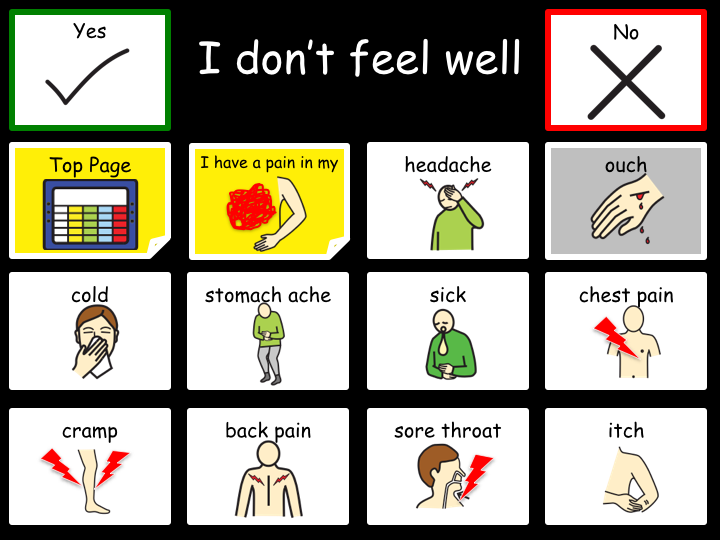 Yes
I don't feel well
No
Top Page
I have a pain in my
headache
ouch
cold
stomach ache
sick
chest pain
cramp
back pain
sore throat
itch